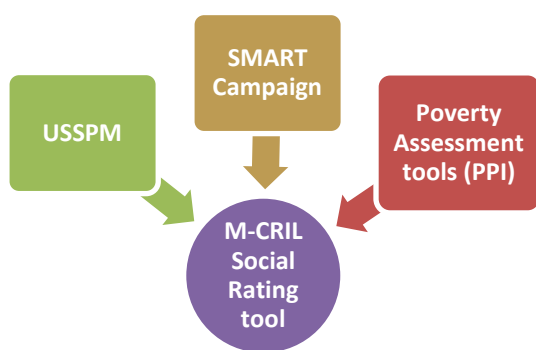 USSPM
SMART
Campaign
Poverty
Assessment
tools (PPI)
M-CRIL
Social
Rating
tool